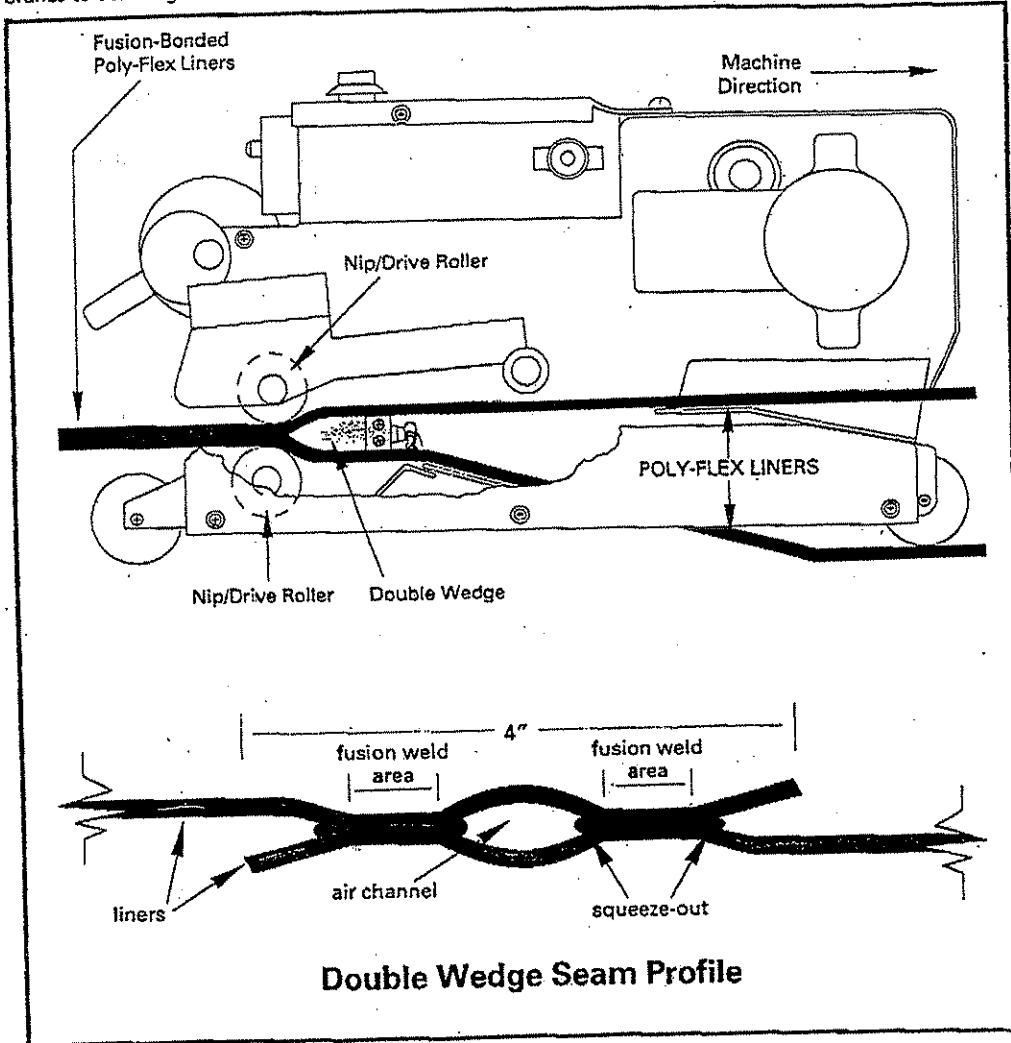 Fusion-Bonded
Poly-Flex Liners
Machine
Direction
Nip/Drive Roller
POLY-FLEX LINERS
Nip/Drive Roller
Double Wedge
4"
fusion weld
area
fusion weld
area
liners
air channel
squeeze-out
Double Wedge Seam Profile